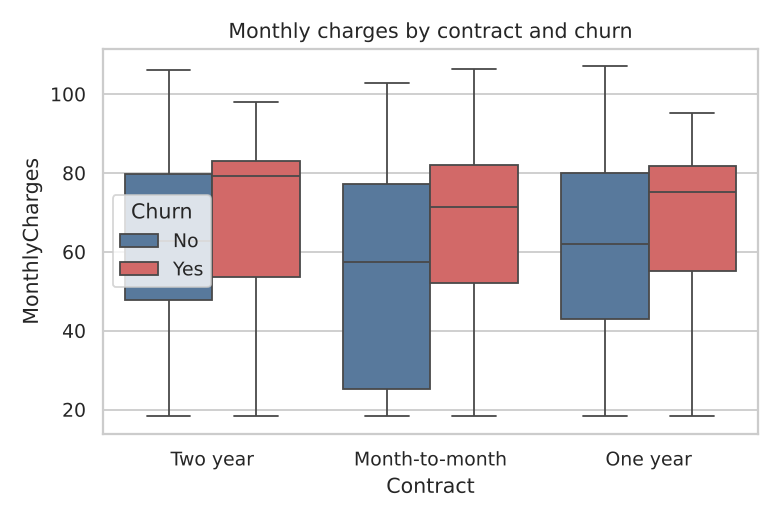 Monthly charges by contract and churn
MonthlyCharges
100
80
60
40
20
Churn
No
Yes
Two year
Month-to-month
One year
Contract